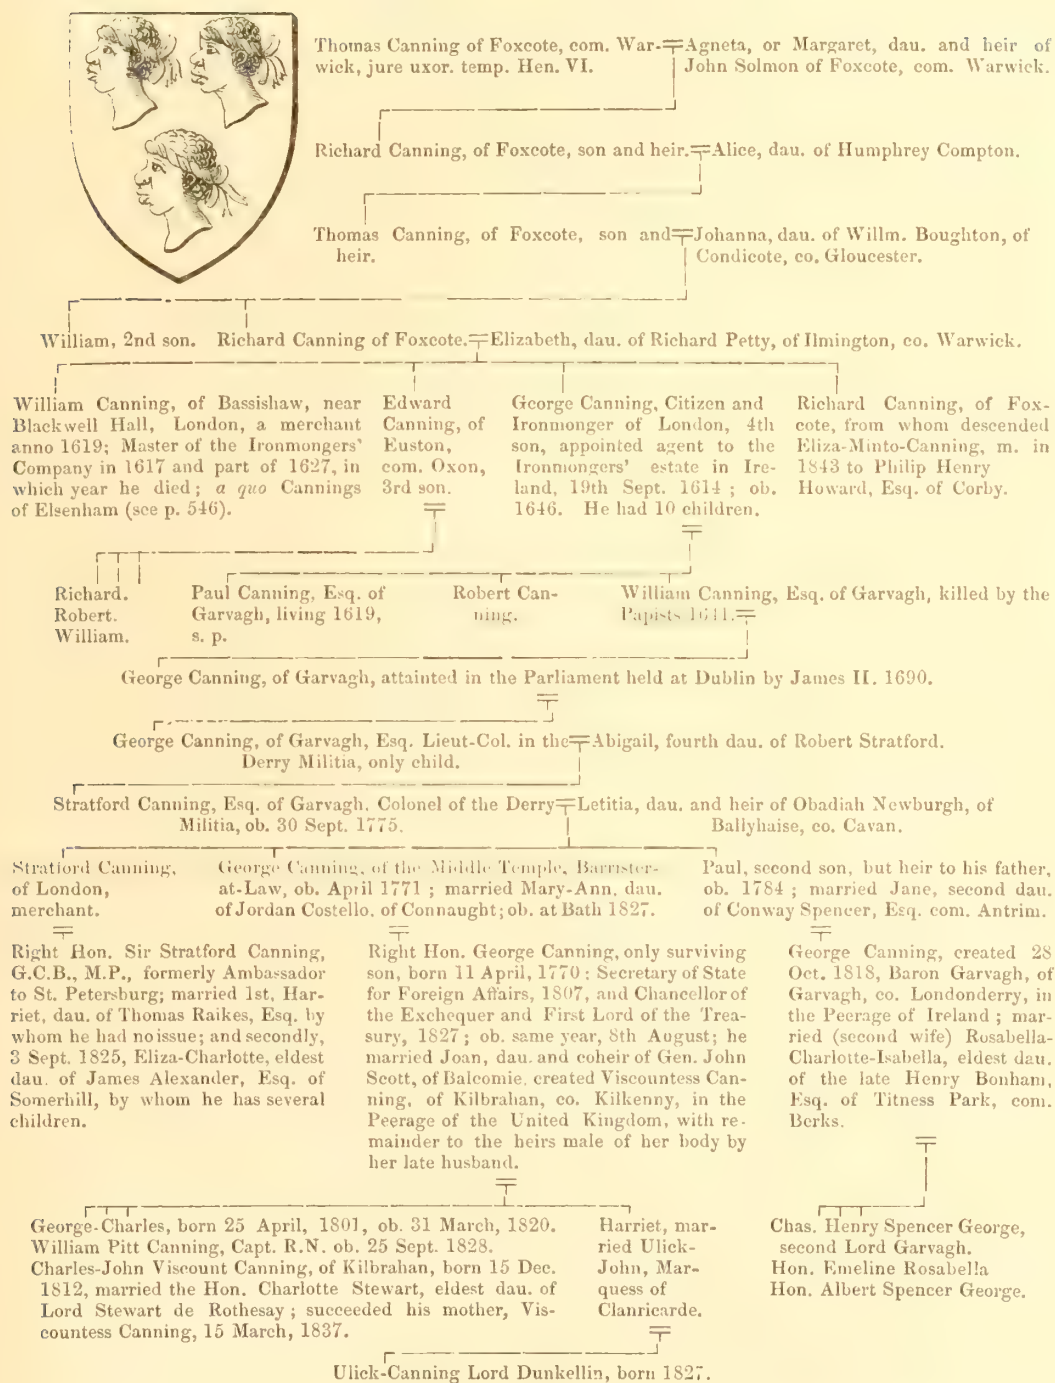 Thomas Canning of Foxcote, com. War-
wick, jure uxor. temp. Hen. VI.
Agneta, or Margaret, dau. and heir of
John Solmon of Foxcote, com. Warwick.
Richard Canning, of Foxcote, son and heir.
Alice, dau. of Humphrey Compton.
Thomas Canning, of Foxcote, son and
heir.
Johanna, dau. of Willm. Boughton, of
Condicote, co. Gloucester.
William, 2nd son.
Richard Canning of Foxcote.
Elizabeth, dau. of Richard Petty, of Ilmington, co. Warwick.
William Canning, of Bassishaw, near
Blackwell Hall, London, a merchant
anno 1619; Master of the Ironmongers'
Company in 1617 and part of 1627, in
which year he died; a quo Cannings
of Elsenham (see p. 546).
Edward
Canning, of
Euston,
com. Oxon,
3rd son.
George Canning, Citizen and
Ironmonger of London, 4th
son, appointed agent to the
Ironmongers' estate in Ire-
land, 19th Sept. 1614; ob.
1646. He had 10 children.
Richard Canning, of Fox-
cote, from whom descended
Eliza-Minto-Canning, m. in
1843 to Philip Henry
Howard, Esq. of Corby.
Richard.
Robert.
William.
Paul Canning, Esq. of
Garvagh, living 1619,
s. p.
Robert Can-
ning.
William Canning, Esq. of Garvagh, killed by the
Papists 1641.
George Canning, of Garvagh, attainted in the Parliament held at Dublin by James II. 1690.
George Canning, of Garvagh, Esq. Lieut-Col. in the
Derry Militia, only child.
Abigail, fourth dau. of Robert Stratford.
Stratford Canning, Esq. of Garvagh. Colonel of the Derry
Militia, ob. 30 Sept. 1775.
Letitia, dau. and heir of Obadiah Newburgh, of
Ballyhaise, co. Cavan.
Stratford Canning,
of London,
merchant.
George Canning, of the Middle Temple, Barrister-
at-Law, ob. April 1771; married Mary-Ann, dau.
of Jordan Costello, of Connaught; ob. at Bath 1827.
Paul, second son, but heir to his father,
ob. 1784; married Jane, second dau.
of Conway Spencer, Esq. com. Antrim.
Right Hon. Sir Stratford Canning,
G.C.B., M.P., formerly Ambassador
to St. Petersburg; married 1st, Har-
riet, dau. of Thomas Raikes, Esq. by
whom he had no issue; and secondly,
3 Sept. 1825, Eliza-Charlotte, eldest
dau. of James Alexander, Esq. of
Somerhill, by whom he has several
children.
Right Hon. George Canning, only surviving
son, born 11 April, 1770: Secretary of State
for Foreign Affairs, 1807, and Chancellor of
the Exchequer and First Lord of the Trea-
sury, 1827; ob. same year, 8th August; he
married Joan, dau. and coheir of Gen. John
Scott, of Balcomie, created Viscountess Can-
ning, of Kilbrahan, co. Kilkenny, in the
Peerage of the United Kingdom, with re-
mainder to the heirs male of her body by
her late husband.
George Canning, created 28
Oct. 1818, Baron Garvagh, of
Garvagh, co. Londonderry, in
the Peerage of Ireland; mar-
ried (second wife) Rosabella-
Charlotte-Isabella, eldest dau.
of the late Henry Bonham,
Esq. of Titness Park, com.
Berks.
George-Charles, born 25 April, 1801, ob. 31 March, 1820.
William Pitt Canning, Capt. R.N. ob. 25 Sept. 1828.
Charles-John Viscount Canning, of Kilbrahan, born 15 Dec.
1812, married the Hon. Charlotte Stewart, eldest dau. of
Lord Stewart de Rothesay; succeeded his mother, Vis-
countess Canning, 15 March, 1837.
Harriet, mar-
ried Ulick-
John, Mar-
quess of
Clanricarde.
Chas. Henry Spencer George,
second Lord Garvagh.
Hon. Emeline Rosabella
Hon. Albert Spencer George.
Ulick-Canning Lord Dunkellin, born 1827.